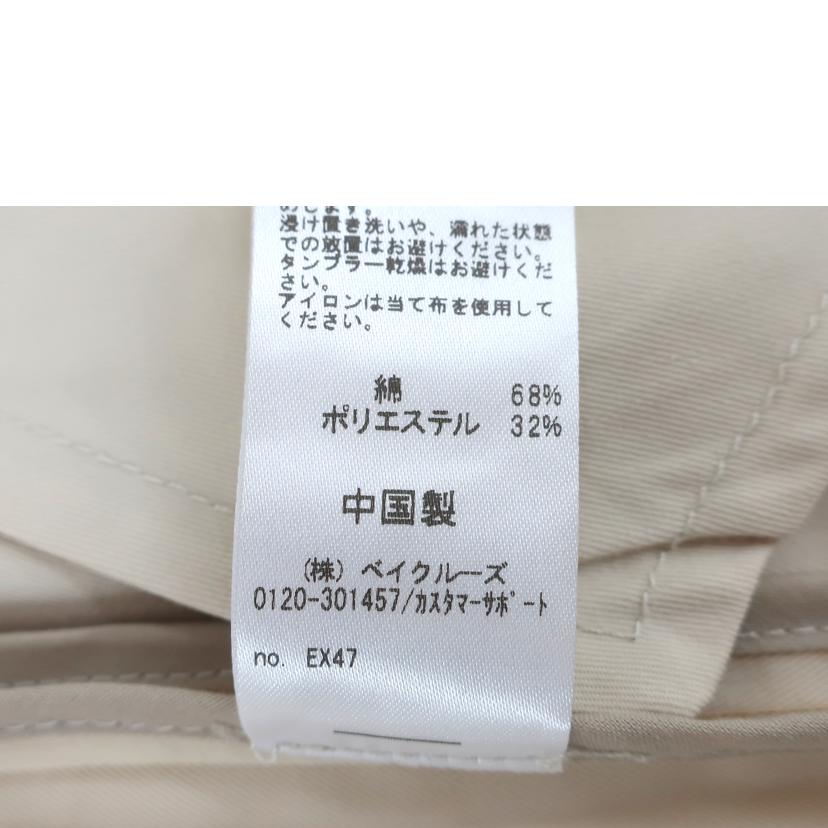 めします。
浸け置き洗いや、濡れた状態
での放置はお避けください。
タンブラー乾燥はお避けくだ
さい。
アイロンは当て布を使用して
ください。
綿 68%
ポリエステル 32%
中国製
(株) ベイクルーズ
0120-301457/カスタマーサポート
no. EX47